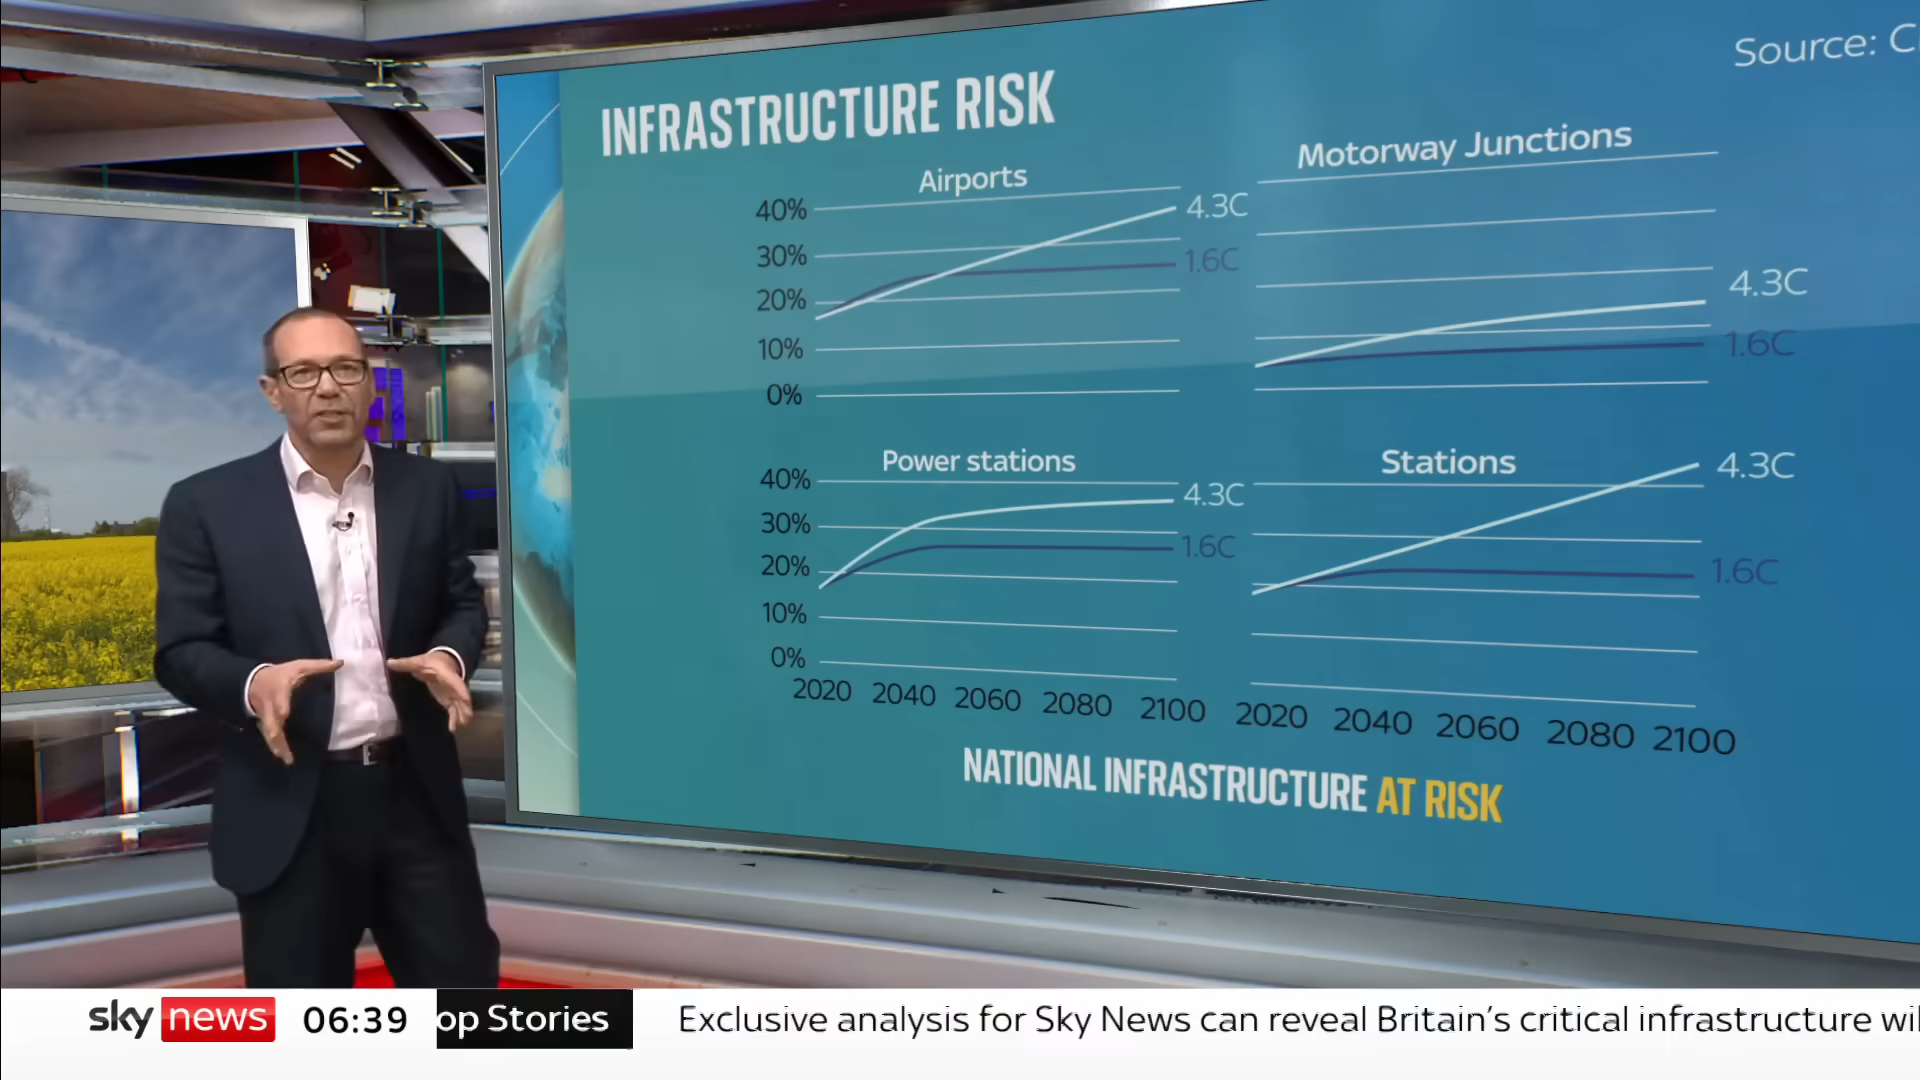 Source: C
INFRASTRUCTURE RISK
Airports
40%
30%
20%
10%
0%
4.3C
1.6C
Motorway Junctions
4.3C
1.6C
Power stations
40%
30%
20%
10%
0%
4.3C
1.6C
2020 2040 2060 2080 2100
Stations
4.3C
1.6C
2020 2040 2060 2080 2100
NATIONAL INFRASTRUCTURE AT RISK
sky news 06:39 op Stories Exclusive analysis for Sky News can reveal Britain's critical infrastructure wil